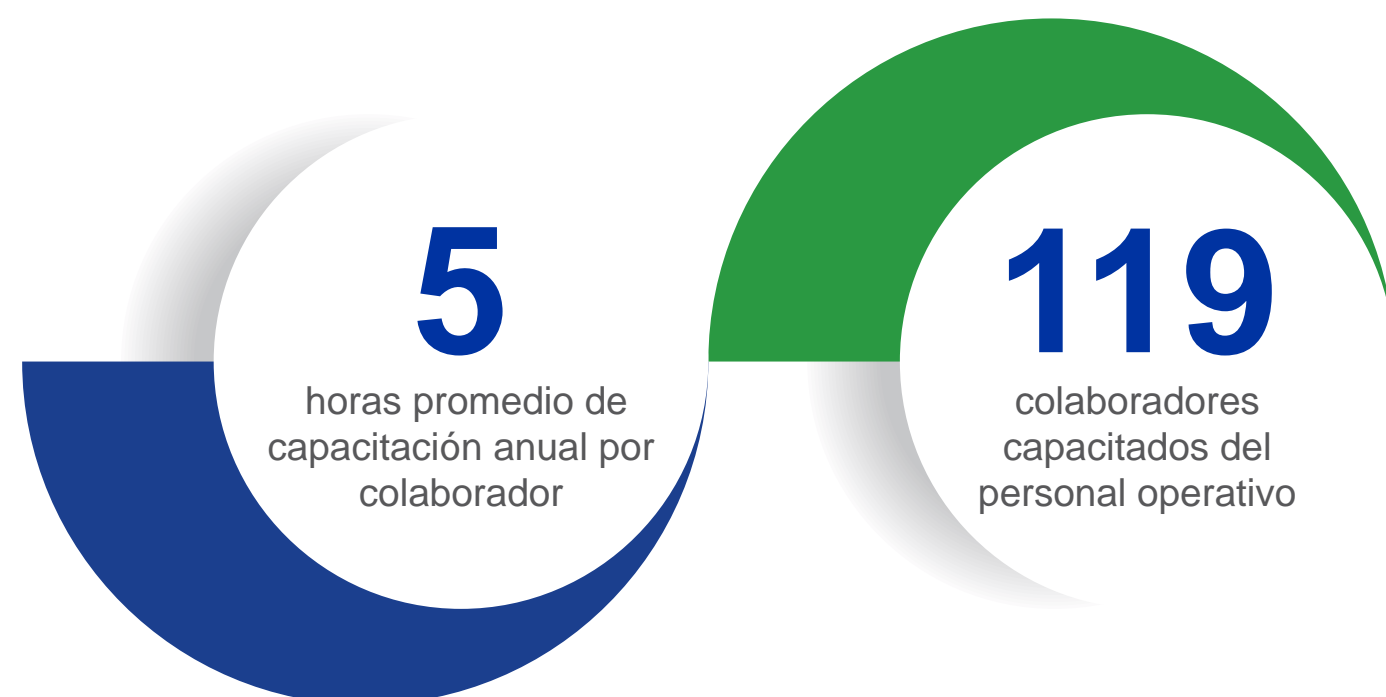 5
horas promedio de
capacitación anual por
colaborador
119
colaboradores
capacitados del
personal operativo